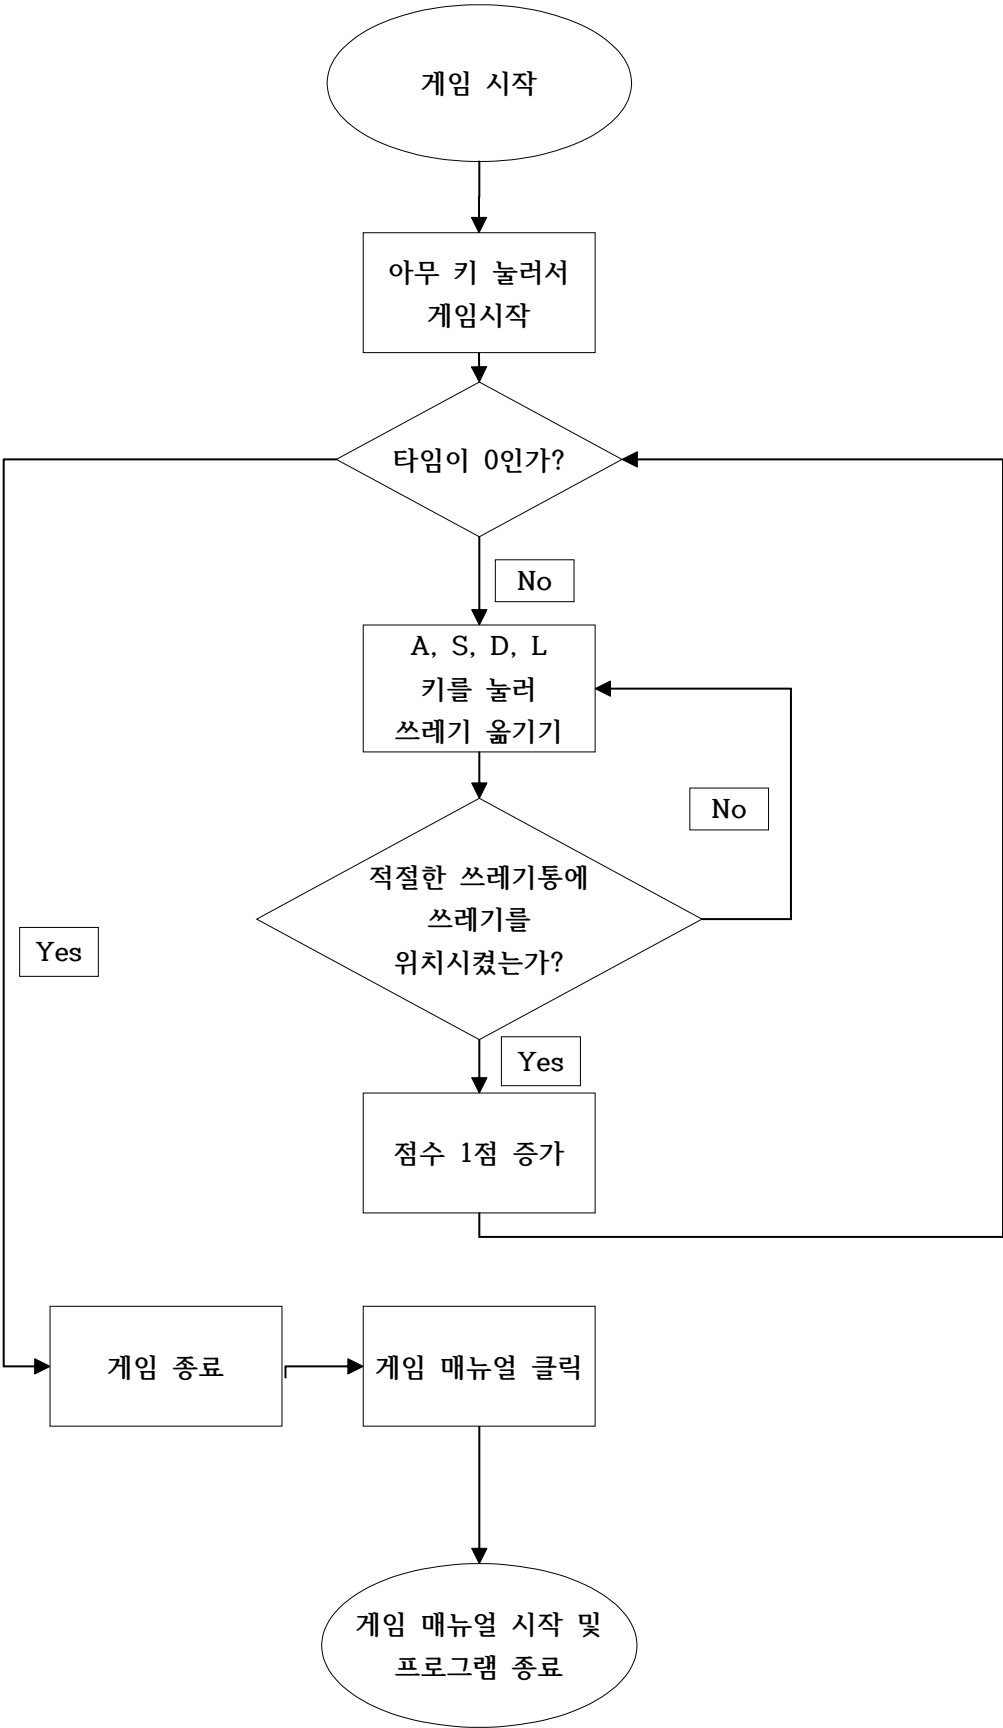 게임 시작
아무 키 눌러서
게임시작
타임이 0인가?
No
A, S, D, L
키를 눌러
쓰레기 옮기기
No
적절한 쓰레기통에
쓰레기를
위치시켰는가?
Yes
Yes
점수 1점 증가
게임 종료
게임 매뉴얼 클릭
게임 매뉴얼 시작 및
프로그램 종료